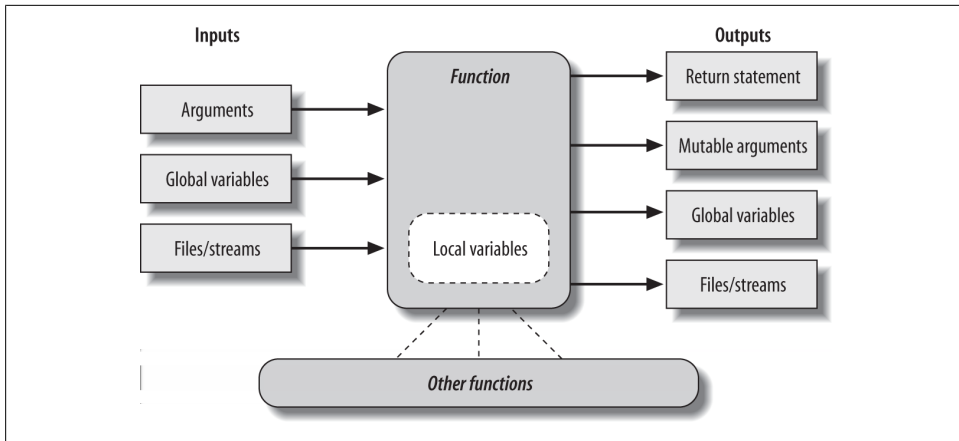 Inputs
Outputs
Function
Arguments
Global variables
Files/streams
Local variables
Return statement
Mutable arguments
Global variables
Files/streams
Other functions